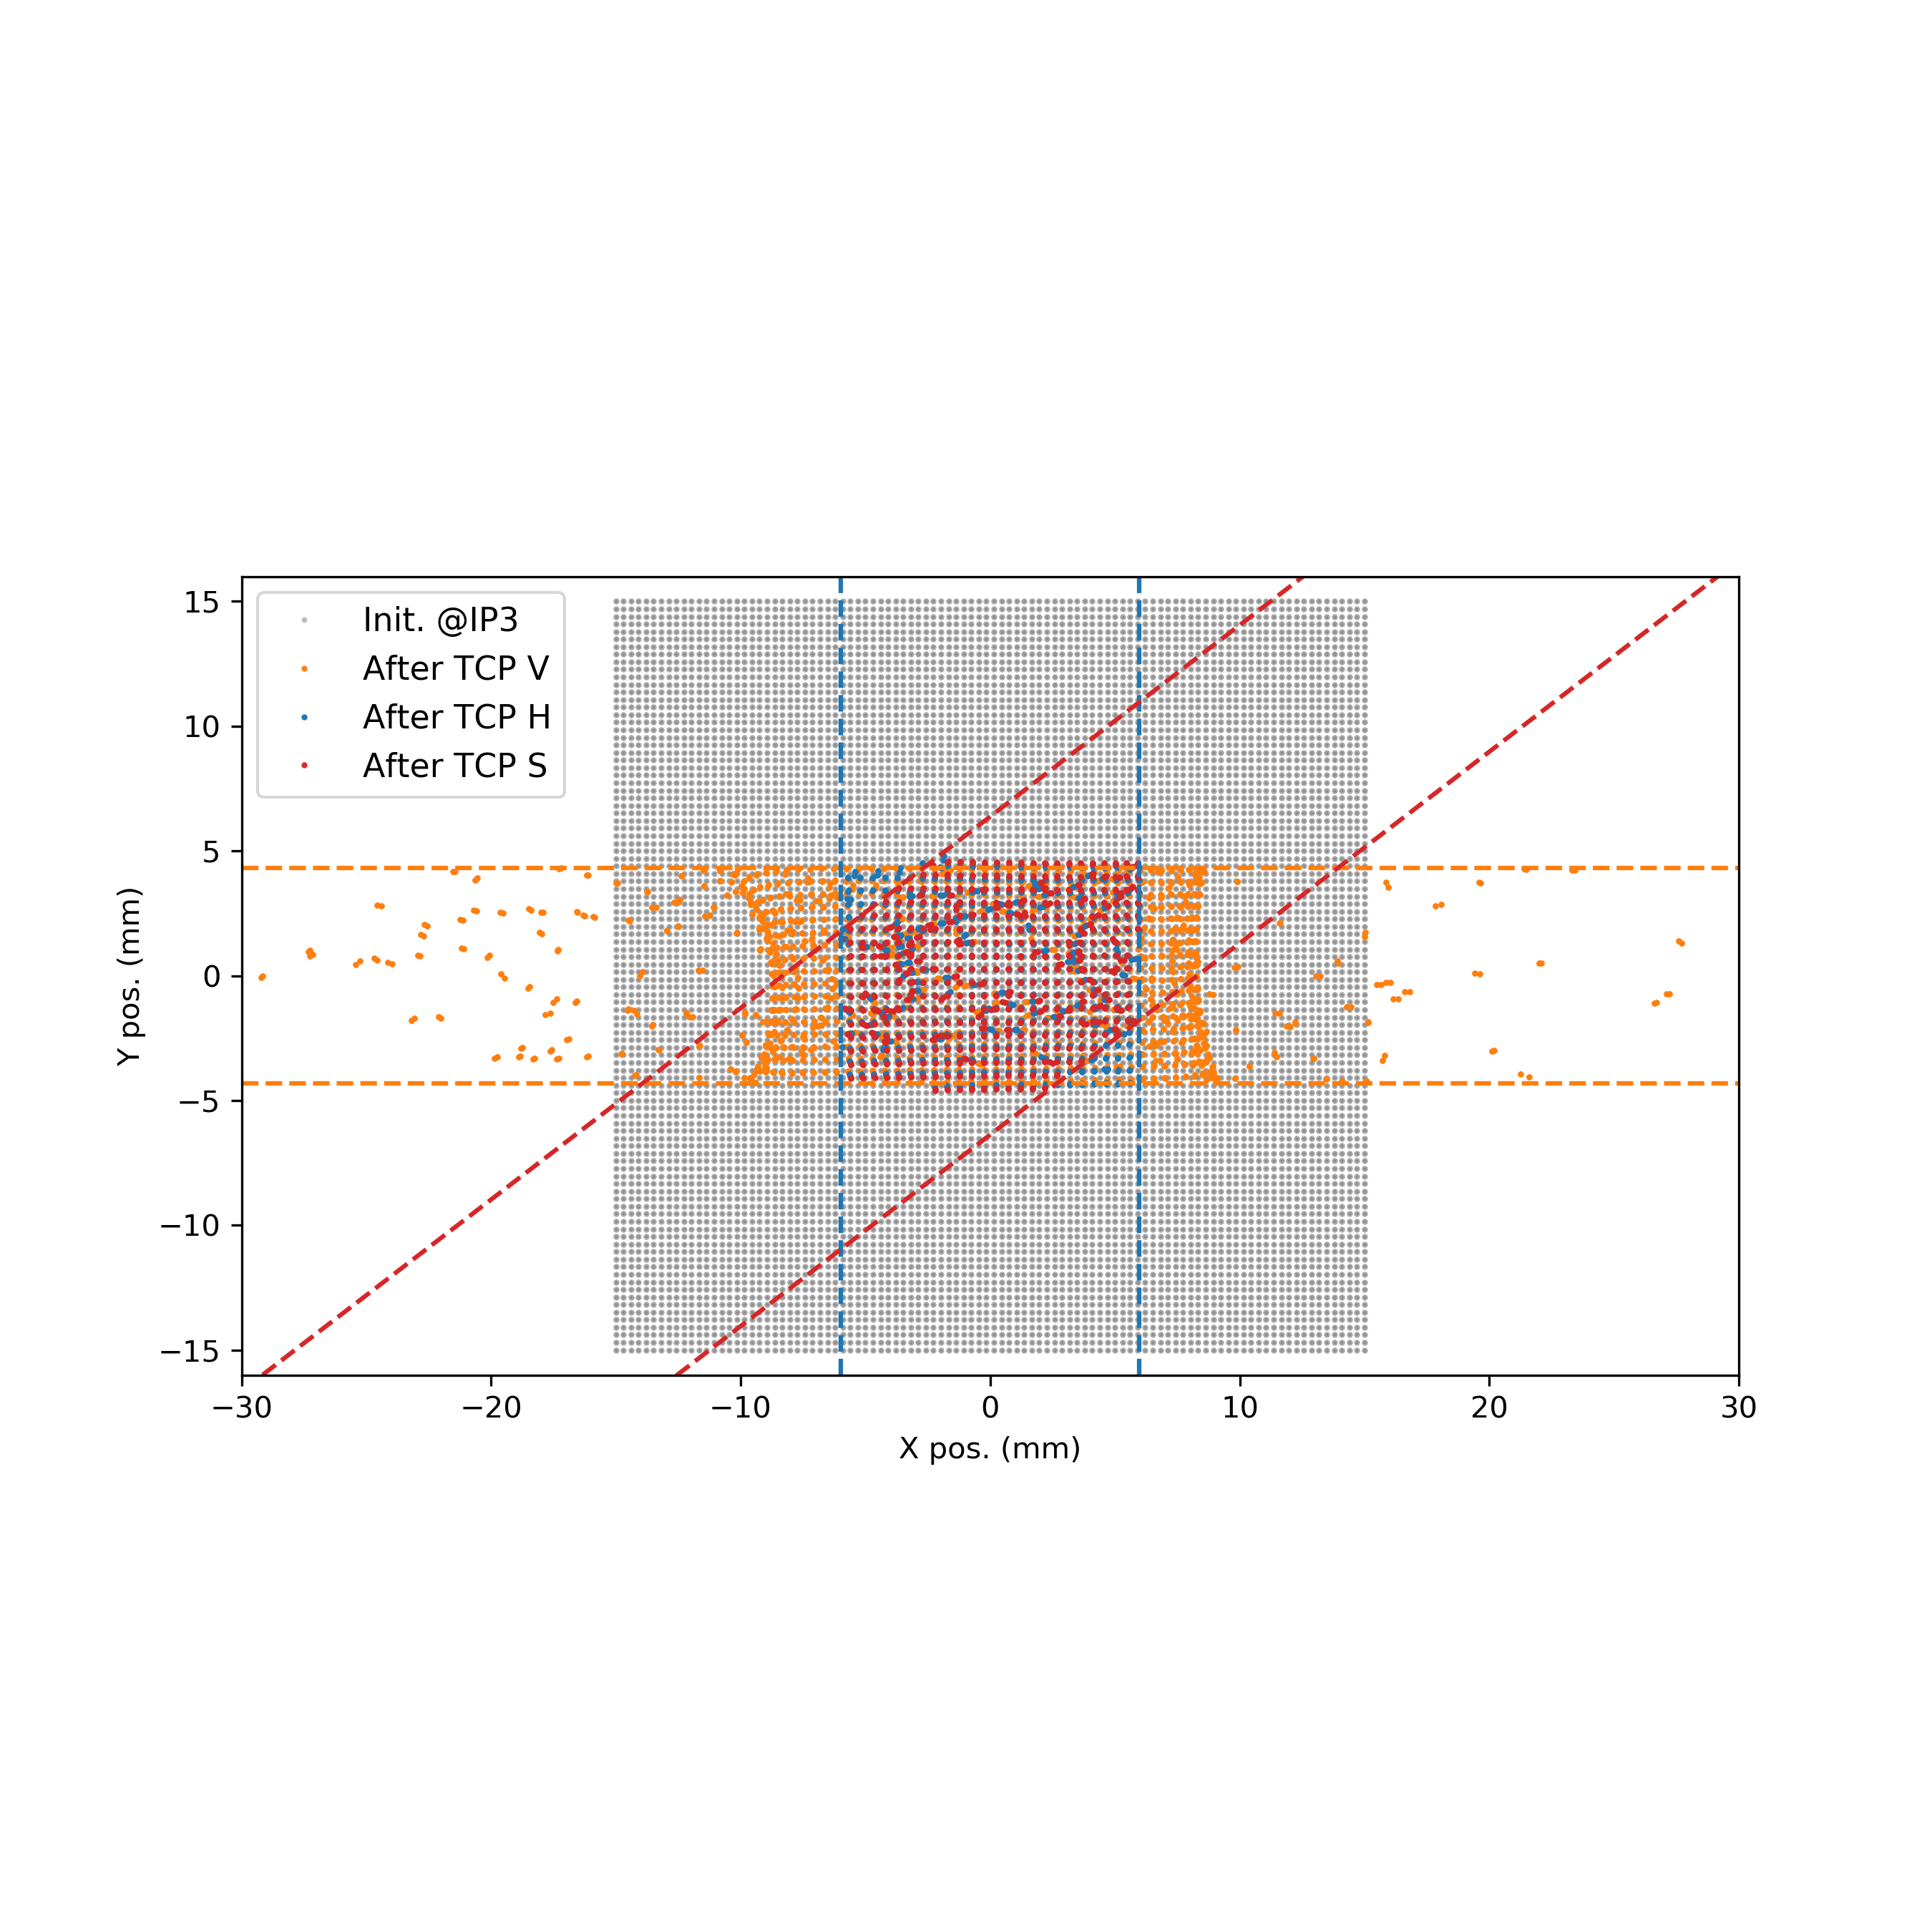 15
10
5
0
−5
−10
−15
Y pos. (mm)
Init. @IP3
After TCP V
After TCP H
After TCP S
−30 −20 −10 0 10 20 30
X pos. (mm)